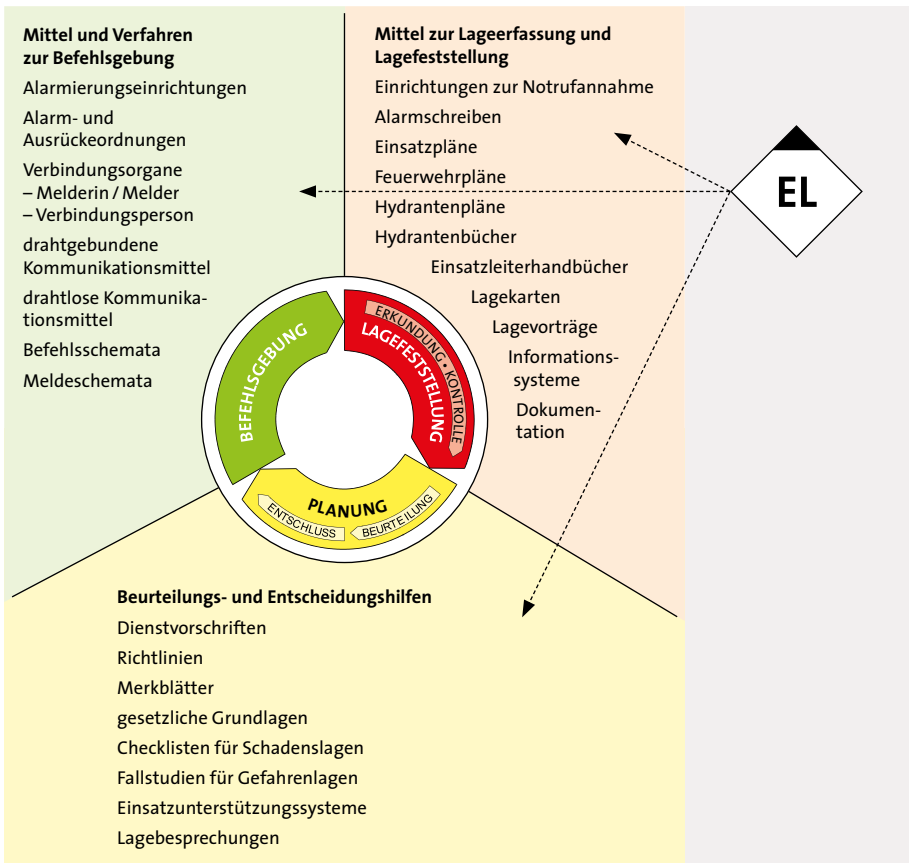 Mittel und Verfahren
zur Befehlsgebung
Alarmierungseinrichtungen
Alarm- und
Ausrückeordnungen
Verbindungsorgane
– Melderin / Melder
– Verbindungsperson
drahtgebundene
Kommunikationsmittel
drahtlose Kommunika-
tionsmittel
Befehlsschemata
Meldeschemata
Mittel zur Lageerfassung und
Lagefeststellung
Einrichtungen zur Notrufannahme
Alarmschreiben
Einsatzpläne
Feuerwehrpläne
Hydrantenpläne
Hydrantenbücher
Einsatzleiterhandbücher
Lagekarten
Lagevorträge
Informations-
systeme
Dokumen-
tation
EL
BEFEHLSGEBUNG
ERKUNDUNG • KONTROLLE
LAGEFESTSTELLUNG
PLANUNG
ENTSCHLUSS
BEURTEILUNG
Beurteilungs- und Entscheidungshilfen
Dienstvorschriften
Richtlinien
Merkblätter
gesetzliche Grundlagen
Checklisten für Schadenslagen
Fallstudien für Gefahrenlagen
Einsatzunterstützungssysteme
Lagebesprechungen